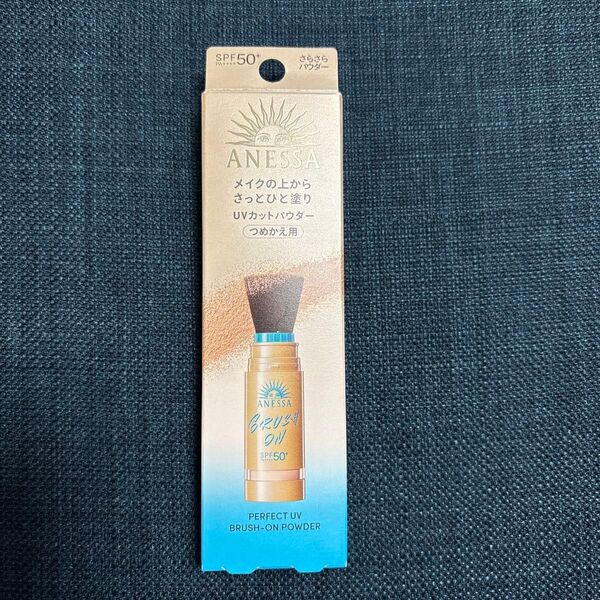 SPF50+
PA++++
さらさら
パウダー
ANESSA
メイクの上から
さっとひと塗り
UVカットパウダー
つめかえ用
ANESSA
BRUSH
ON
SPF50+
PA++++
PERFECT UV
BRUSH-ON POWDER